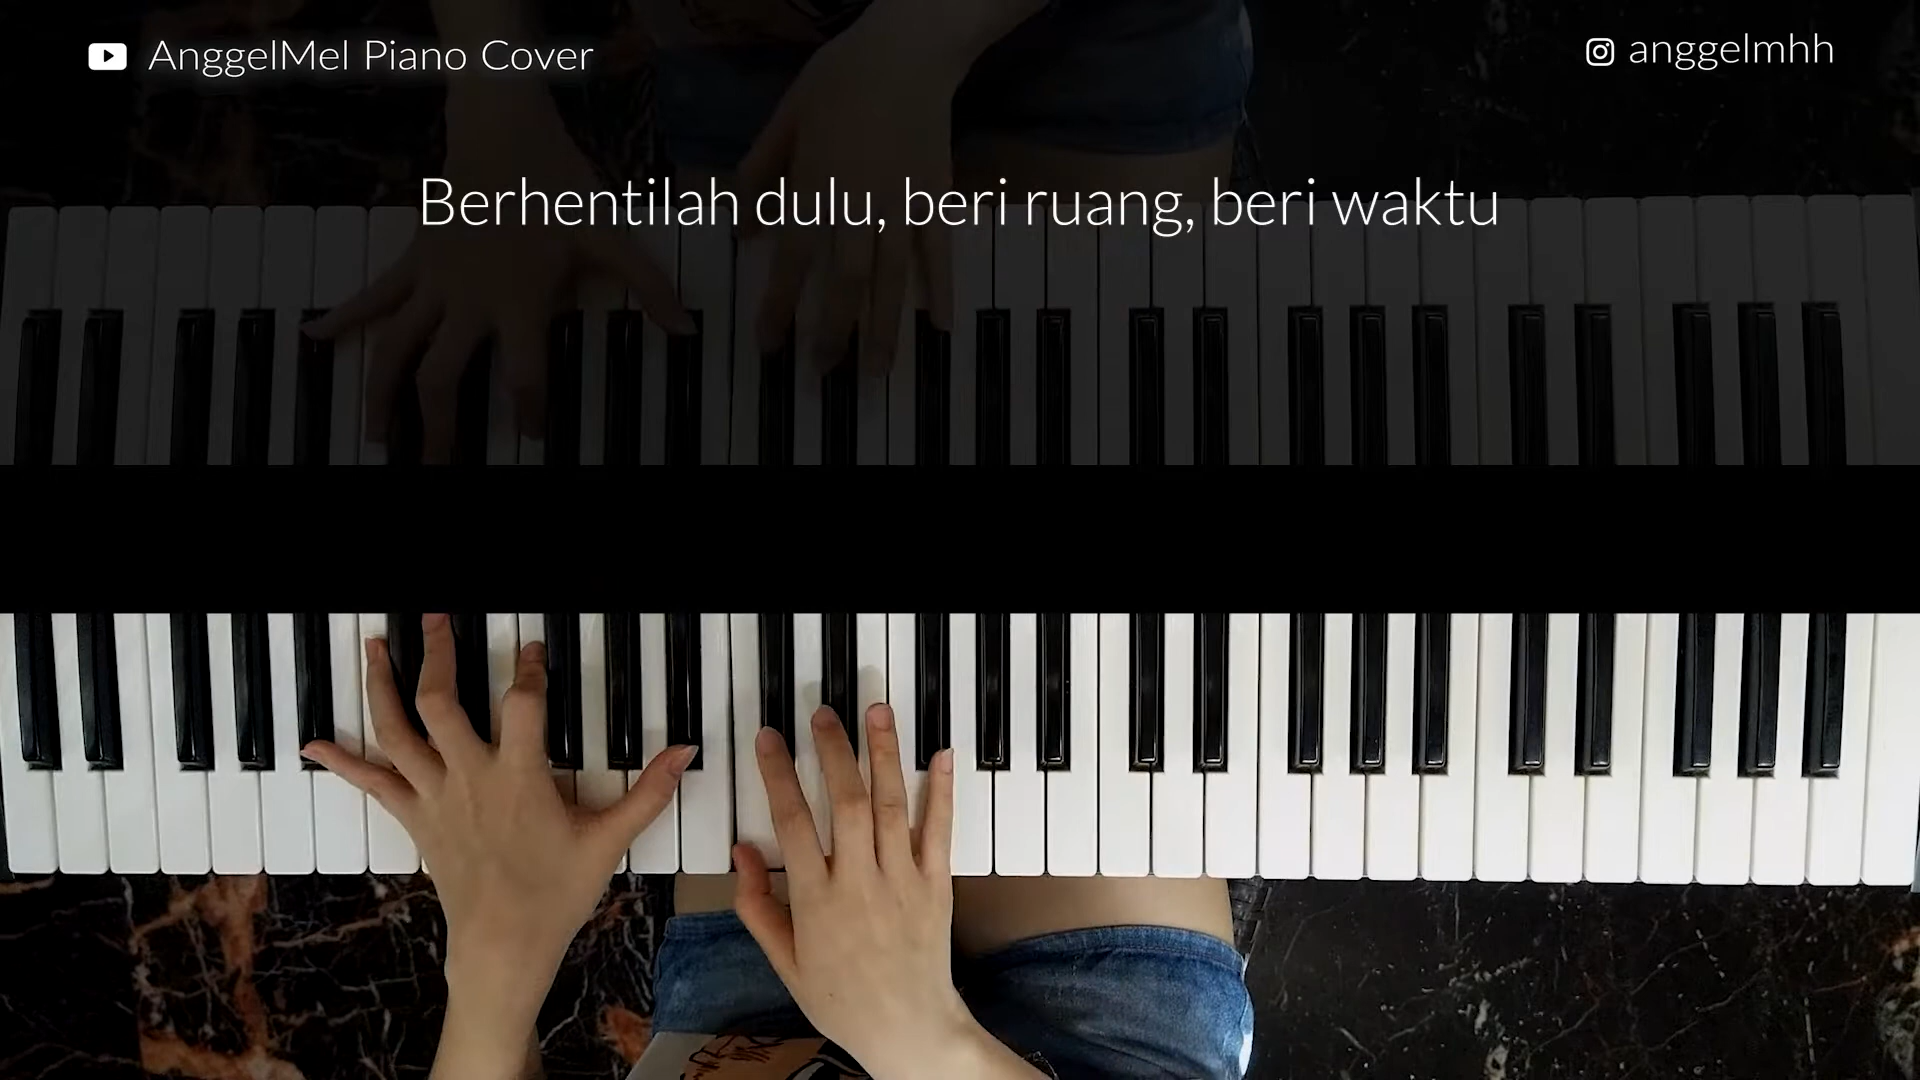 AnggelMel Piano Cover
anggelmhh
Berhentilah dulu, beri ruang, beri waktu